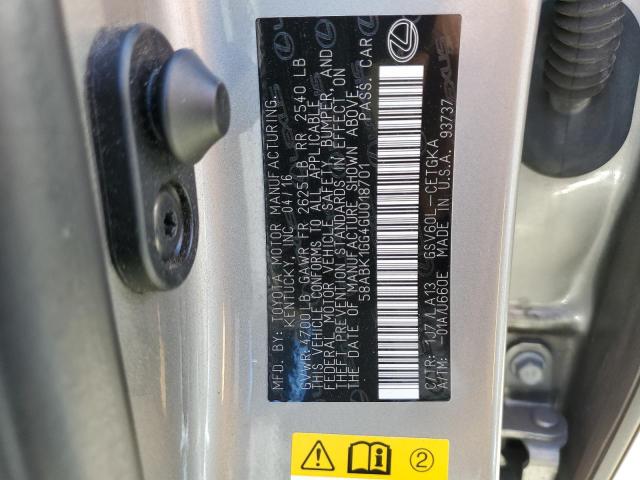 MFD. BY: TOYOTA MOTOR MANUFACTURING.
KENTUCKY, INC. 04/16
GVWR 4700LB GAWR FR 2625LB RR 2540 LB
THIS VEHICLE CONFORMS TO ALL APPLICABLE
FEDERAL MOTOR VEHICLE SAFETY, BUMPER, AND
THEFT PREVENTION STANDARDS IN EFFECT ON
THE DATE OF MANUFACTURE SHOWN ABOVE.
58ABK1GG4GU018701 PASS. CAR
C/TR: 1J7/LA13 GSV60L-CETGKA
A/TM: -01A/U660E MADE IN U.S.A. 93737
2